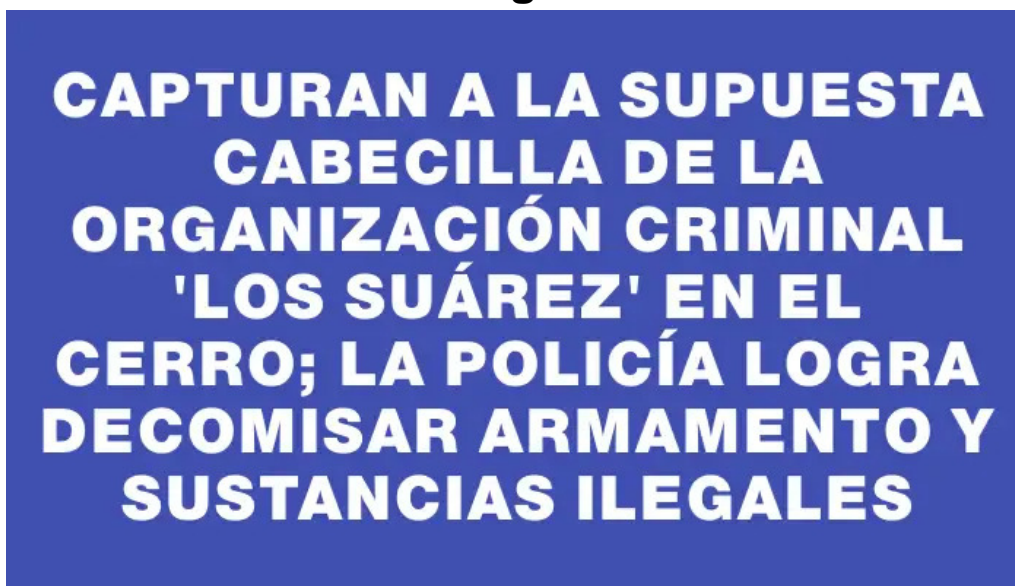 CAPTURAN A LA SUPUESTA
CABECILLA DE LA
ORGANIZACIÓN CRIMINAL
'LOS SUÁREZ' EN EL
CERRO; LA POLICÍA LOGRA
DECOMISAR ARMAMENTO Y
SUSTANCIAS ILEGALES